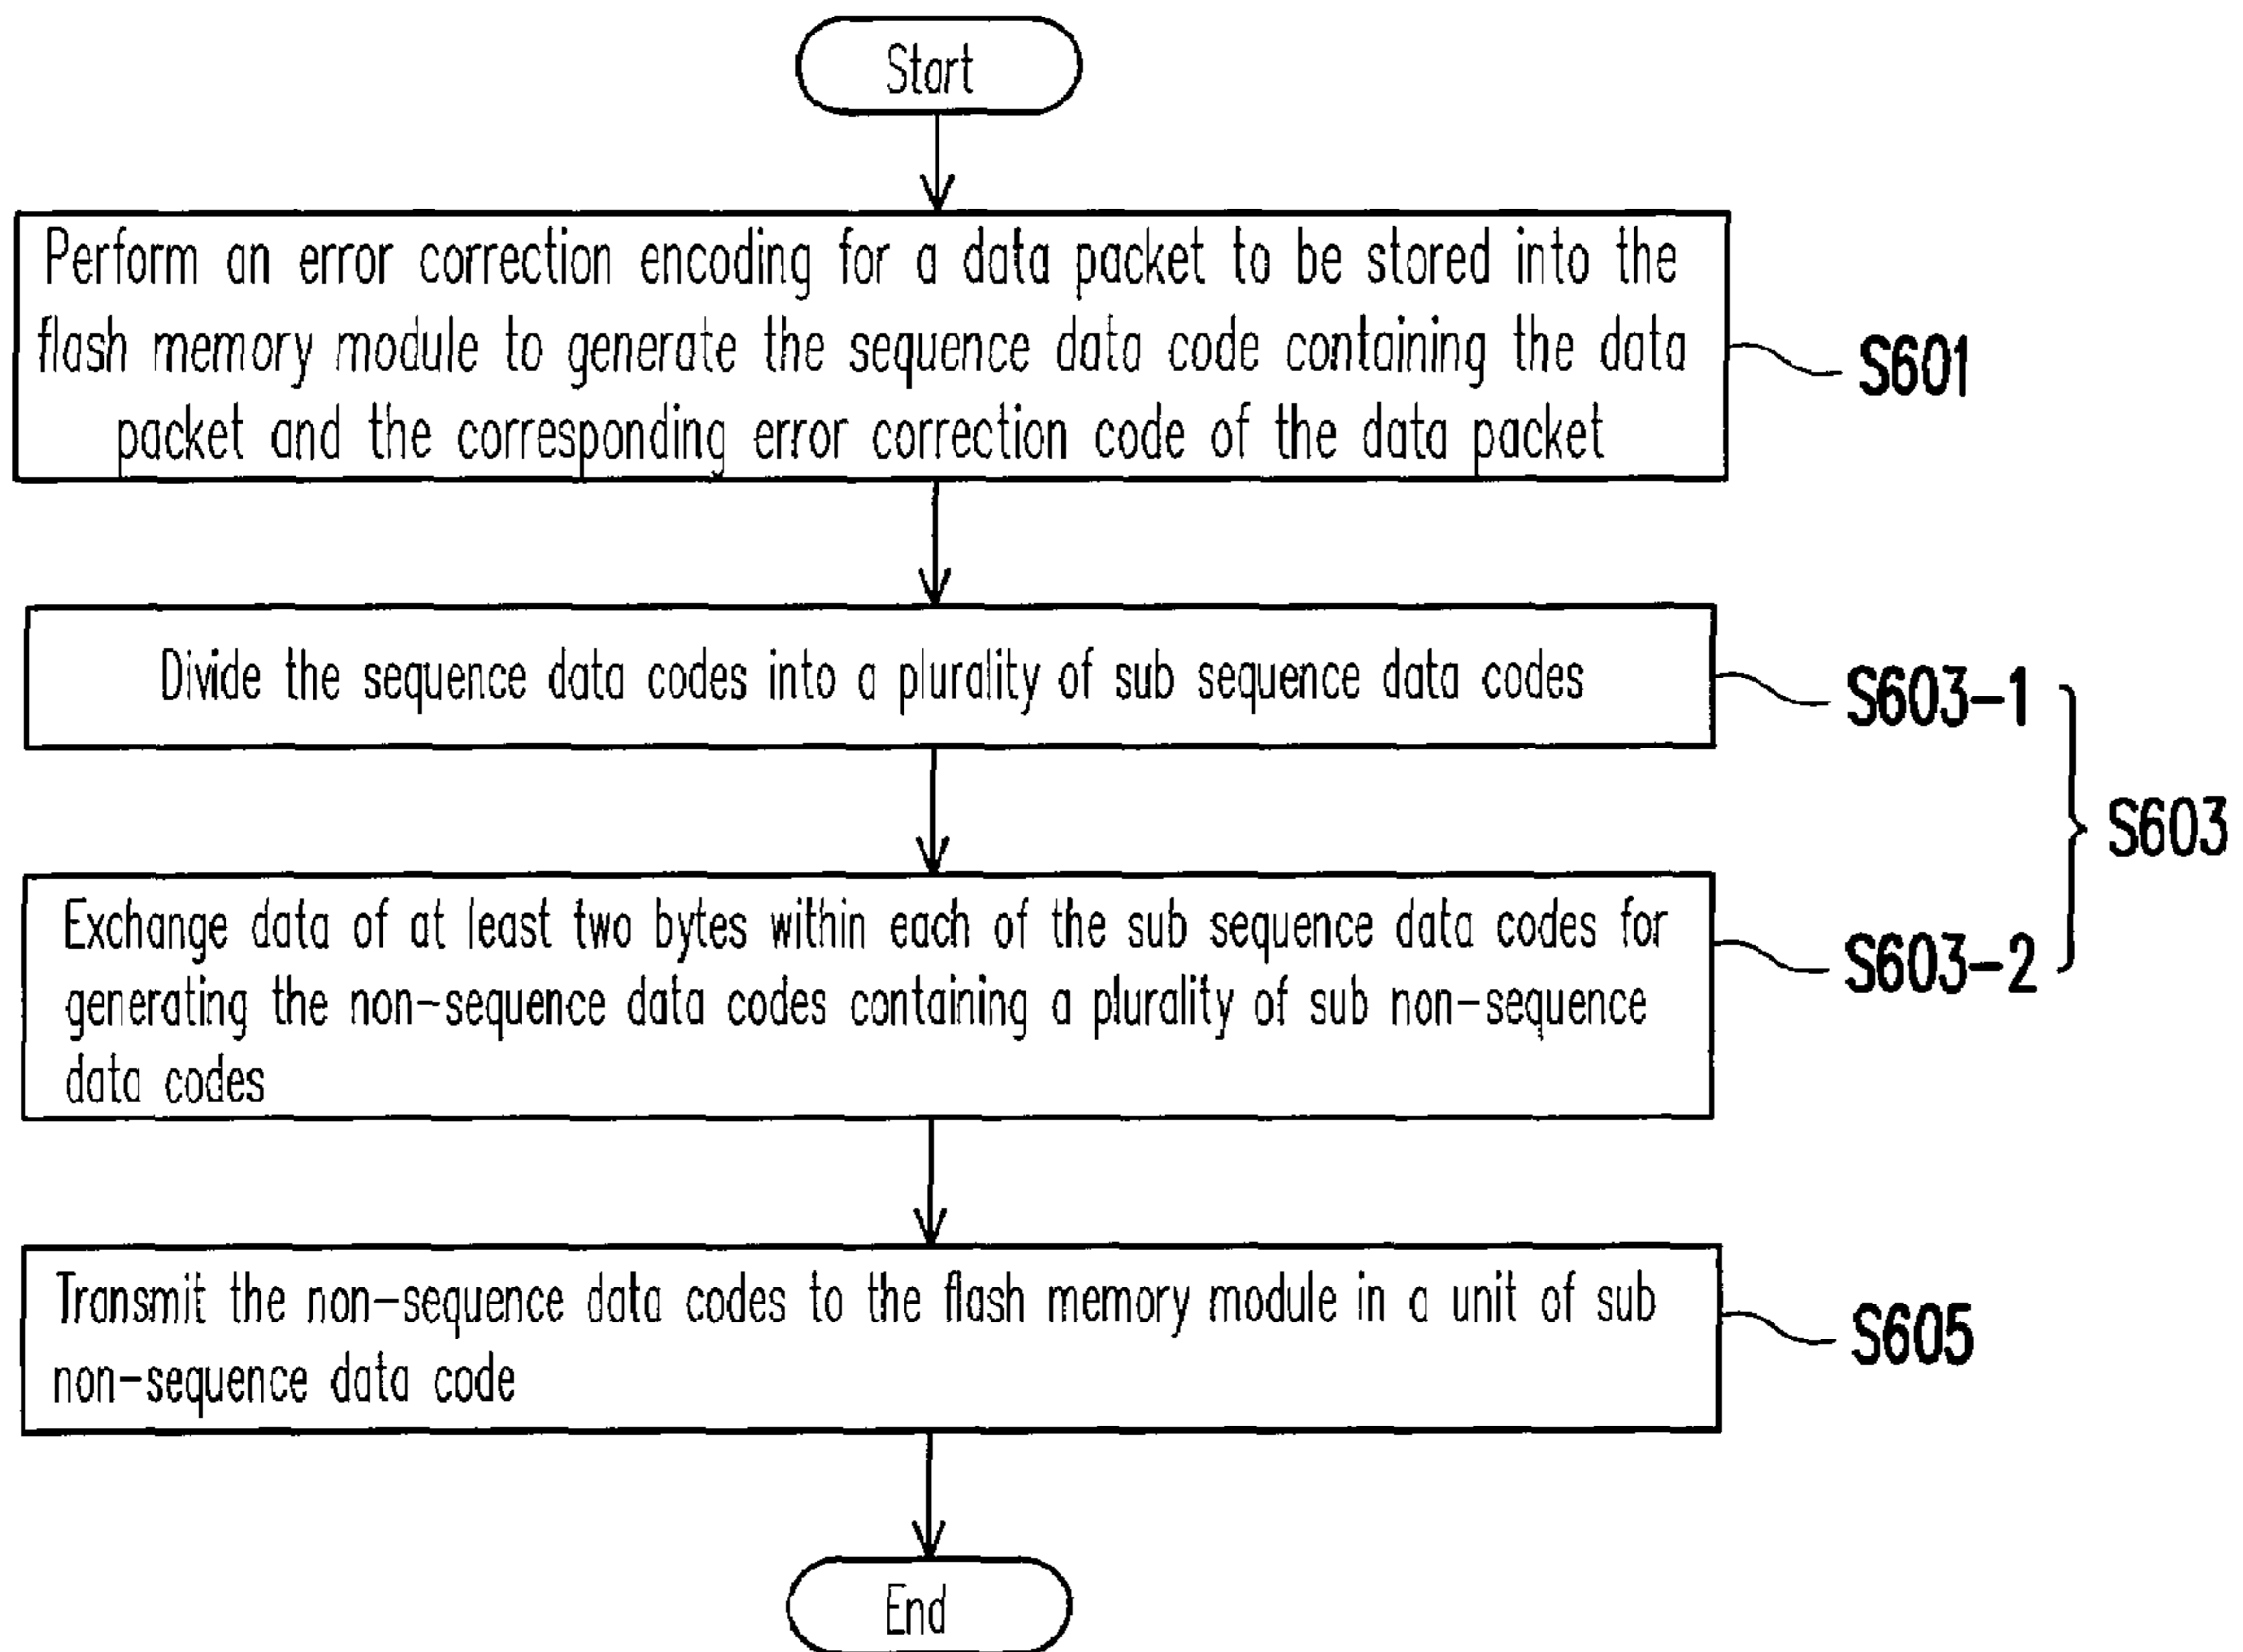 Start
Perform an error correction encoding for a data packet to be stored into the
flash memory module to generate the sequence data code containing the data
packet and the corresponding error correction code of the data packet
S601
Divide the sequence data codes into a plurality of sub sequence data codes
S603-1
Exchange data of at least two bytes within each of the sub sequence data codes for
generating the non-sequence data codes containing a plurality of sub non-sequence
data codes
S603-2
S603
Transmit the non-sequence data codes to the flash memory module in a unit of sub
non-sequence data code
S605
End